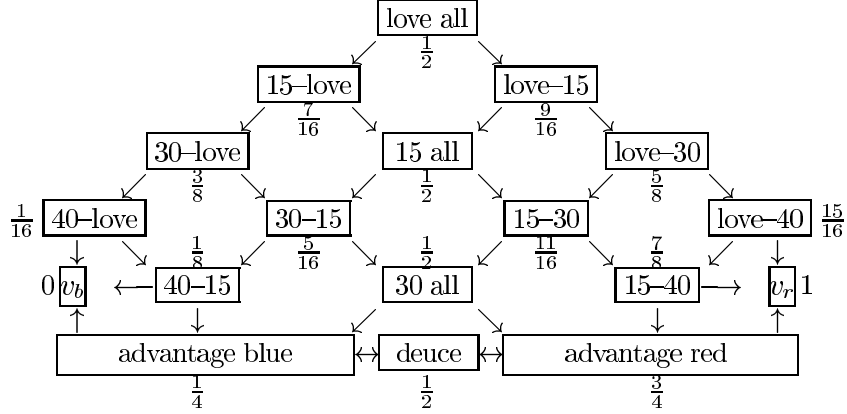 love all
1/2
15–love love–15
7/16 9/16
30–love 15 all love–30
3/8 1/2 5/8
1/16 40–love 30–15 15–30 love–40 15/16
1/8 5/16 1/2 11/16 7/8
0 v_b 40–15 30 all 15–40 v_r 1
advantage blue deuce advantage red
1/4 1/2 3/4